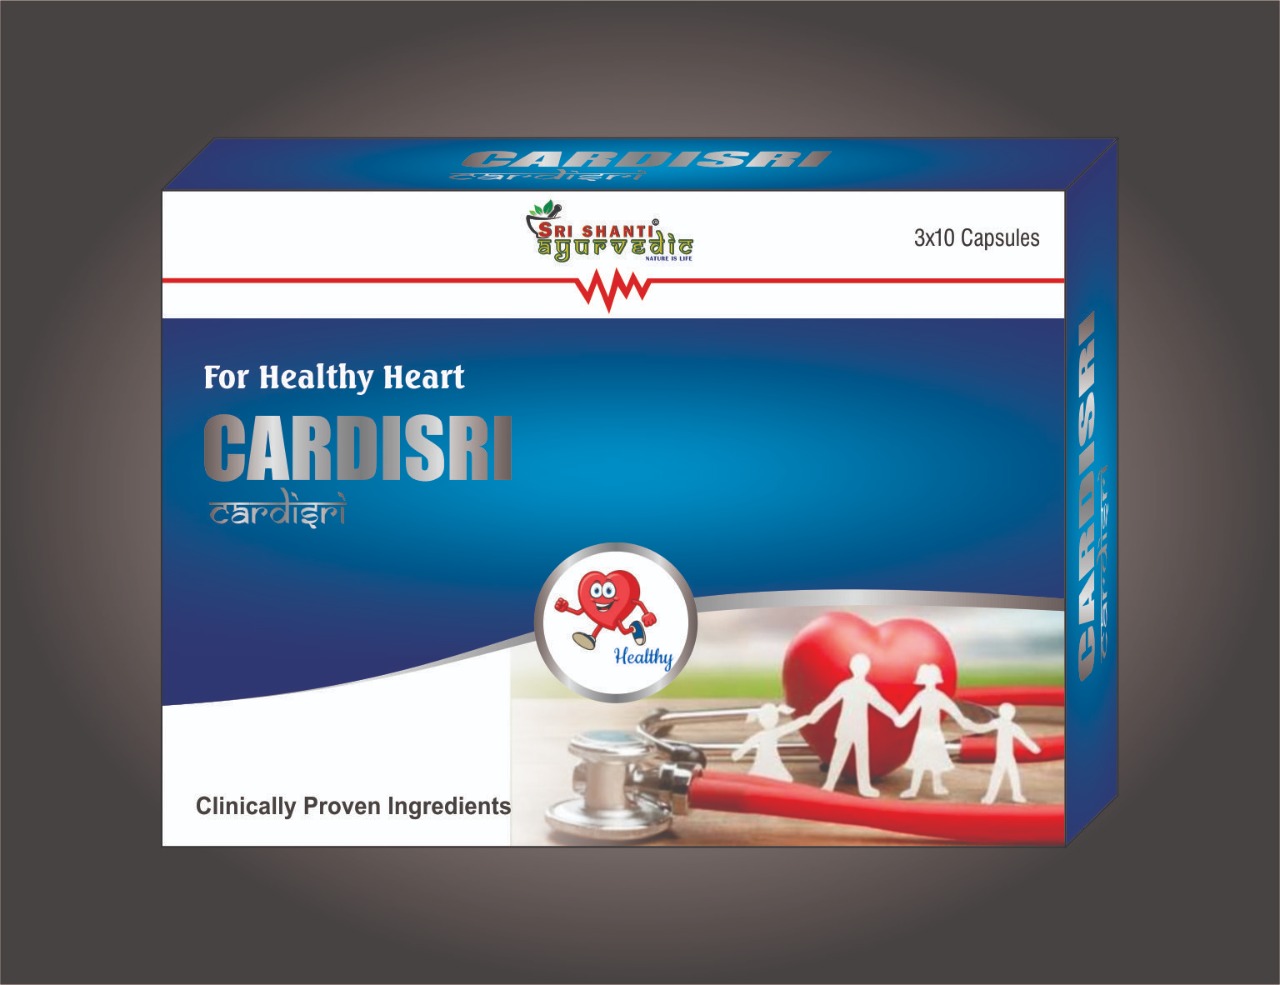 CARDISRI
cardisri
SRI SHANTI©
ayurvedic
NATURE IS LIFE
3x10 Capsules
For Healthy Heart
CARDISRI
cardisri
Healthy
Clinically Proven Ingredients
CARDISRI
cardisri